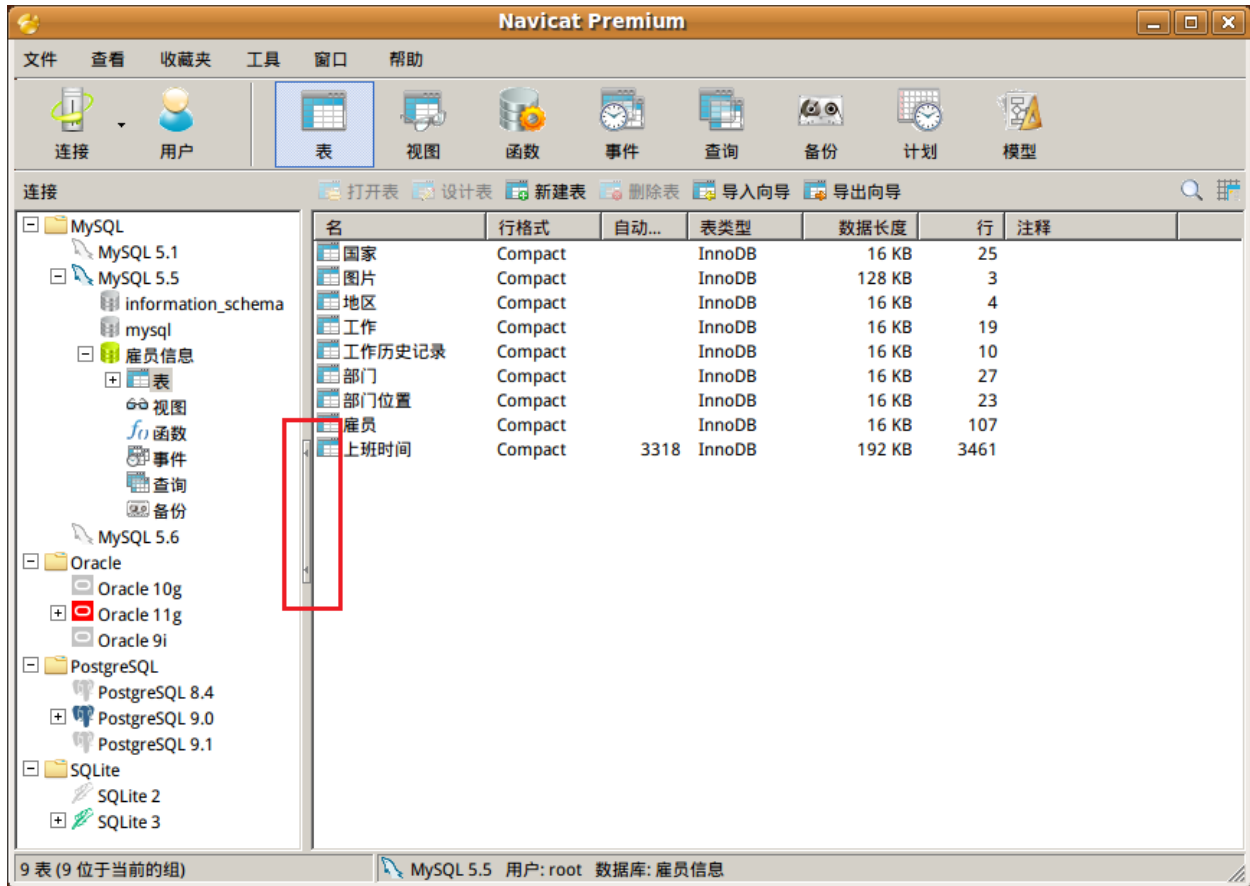 Navicat Premium
文件 查看 收藏夹 工具 窗口 帮助
连接 用户 表 视图 函数 事件 查询 备份 计划 模型
连接 打开表 设计表 新建表 删除表 导入向导 导出向导
MySQL
MySQL 5.1
MySQL 5.5
information_schema
mysql
雇员信息
表
视图
函数
事件
查询
备份
MySQL 5.6
Oracle
Oracle 10g
Oracle 11g
Oracle 9i
PostgreSQL
PostgreSQL 8.4
PostgreSQL 9.0
PostgreSQL 9.1
SQLite
SQLite 2
SQLite 3
名 行格式 自动... 表类型 数据长度 行 注释
国家 Compact InnoDB 16 KB 25
图片 Compact InnoDB 128 KB 3
地区 Compact InnoDB 16 KB 4
工作 Compact InnoDB 16 KB 19
工作历史记录 Compact InnoDB 16 KB 10
部门 Compact InnoDB 16 KB 27
部门位置 Compact InnoDB 16 KB 23
雇员 Compact InnoDB 16 KB 107
上班时间 Compact 3318 InnoDB 192 KB 3461
9 表 (9 位于当前的组) MySQL 5.5 用户: root 数据库: 雇员信息